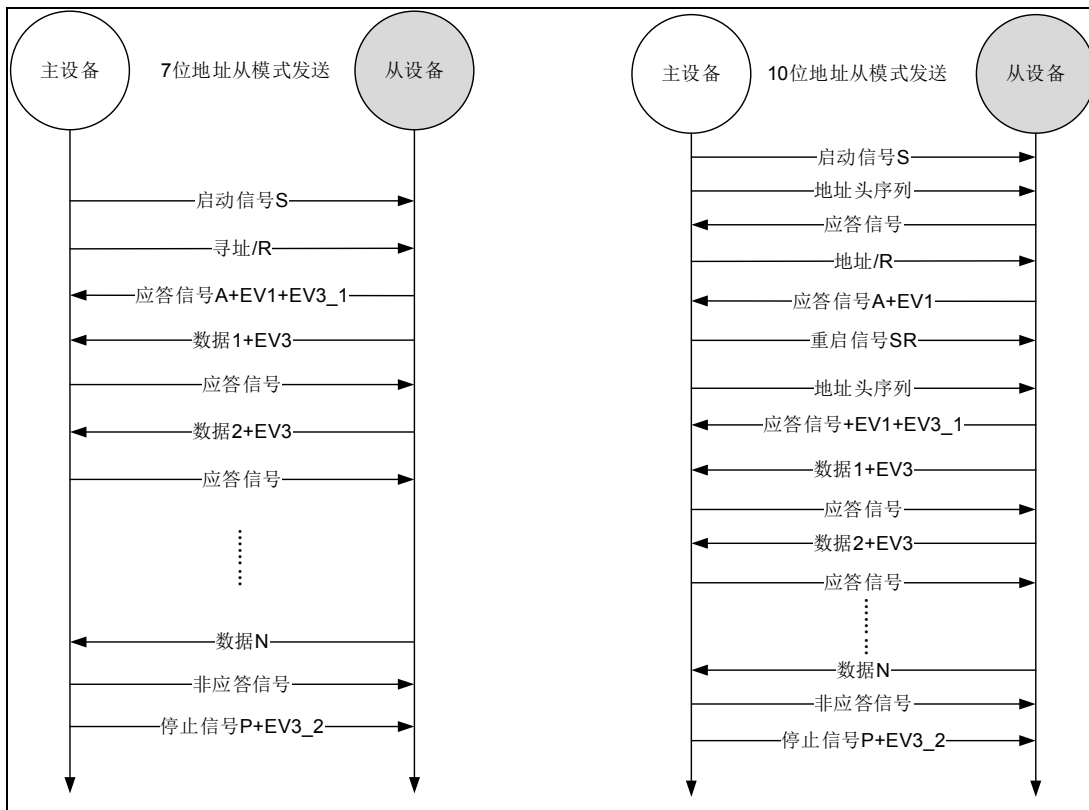 主设备
7位地址从模式发送
从设备
启动信号S
寻址/R
应答信号A+EV1+EV3_1
数据1+EV3
应答信号
数据2+EV3
应答信号
数据N
非应答信号
停止信号P+EV3_2
主设备
10位地址从模式发送
从设备
启动信号S
地址头序列
应答信号
地址/R
应答信号A+EV1
重启信号SR
地址头序列
应答信号+EV1+EV3_1
数据1+EV3
应答信号
数据2+EV3
应答信号
数据N
非应答信号
停止信号P+EV3_2